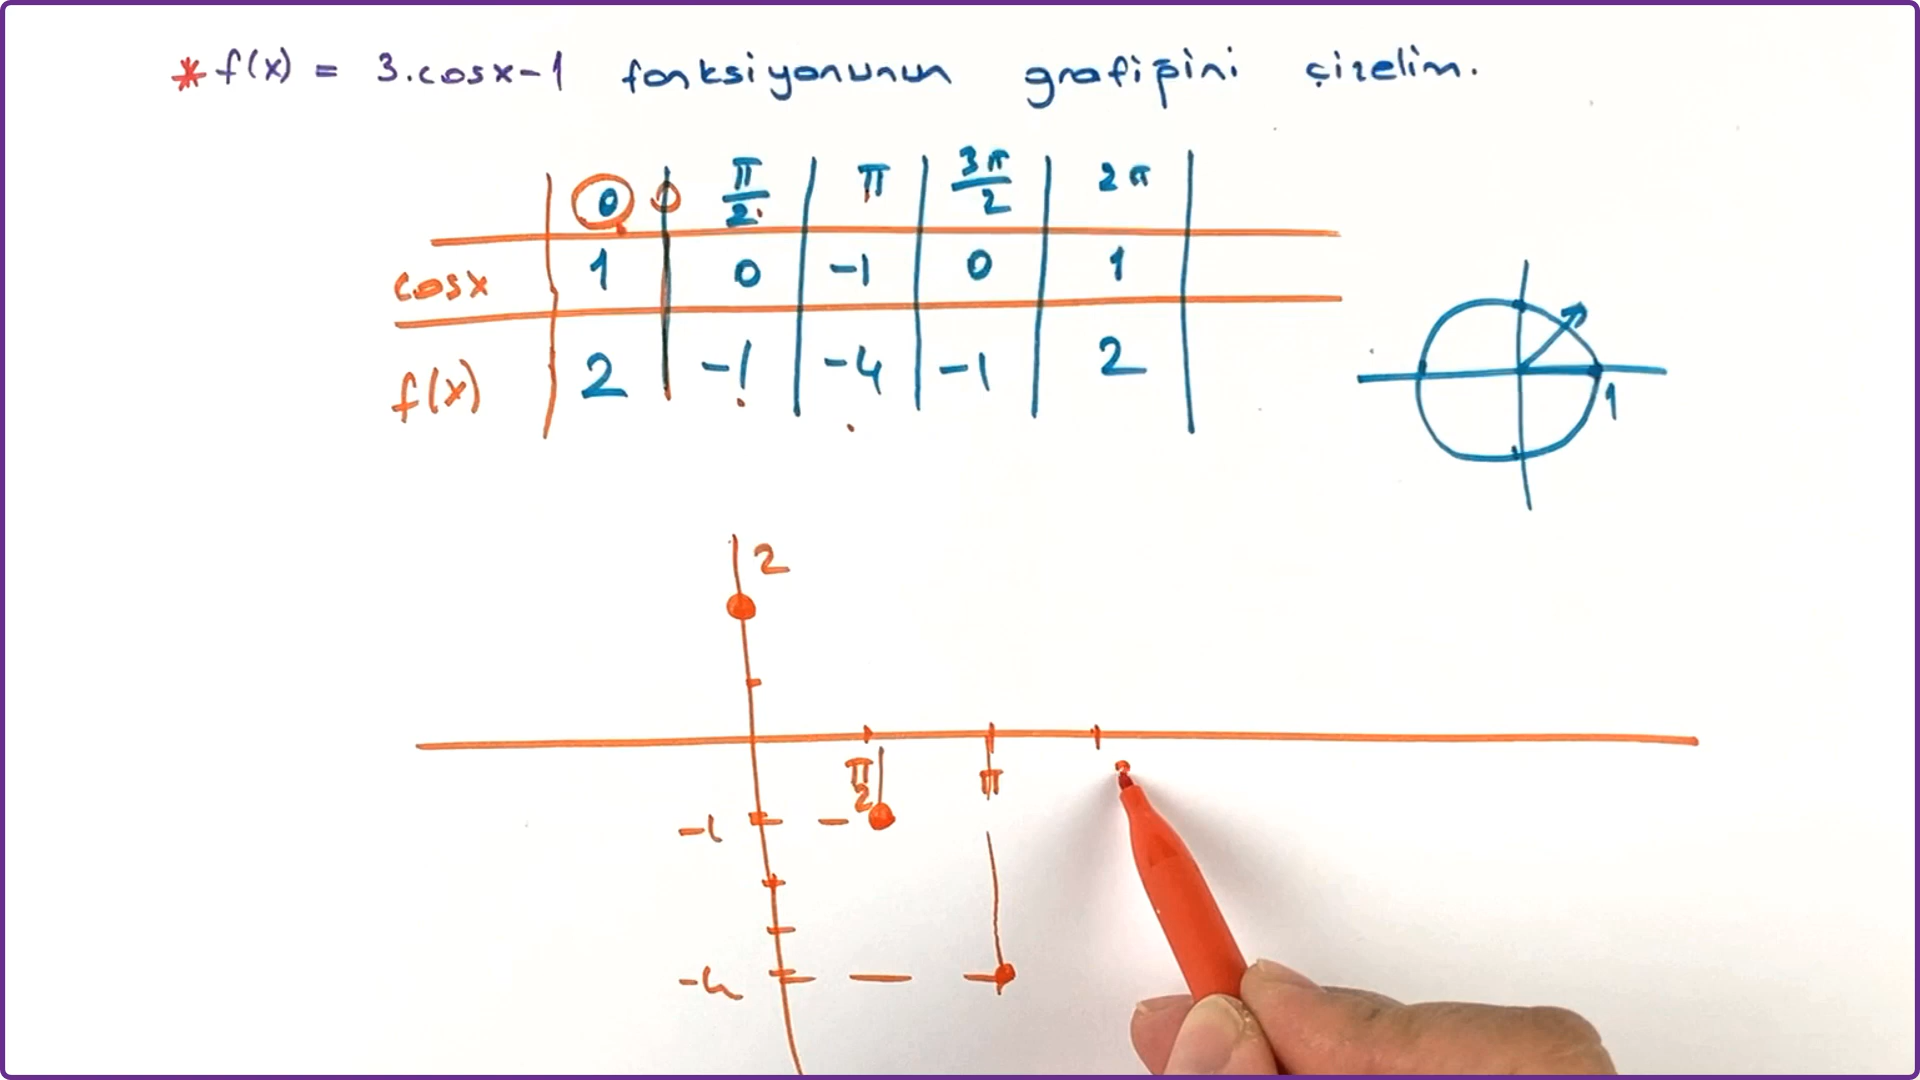 * f(x) = 3.cosx-1 fonksiyonunun grafiğini çizelim.
0 π/2 π 3π/2 2π
cosx 1 0 -1 0 1
f(x) 2 -1 -4 -1 2
1
2
π/2 π
-1
-4